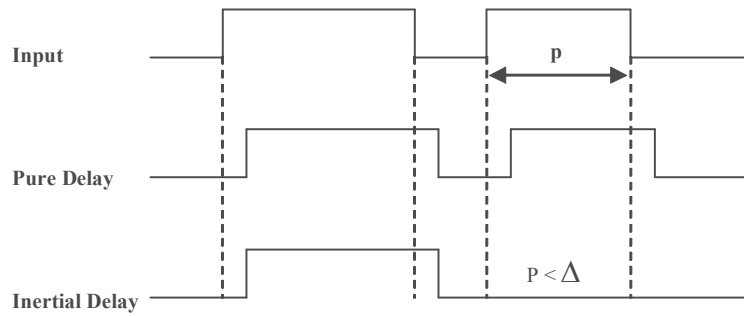 Input
p
Pure Delay
P < Δ
Inertial Delay